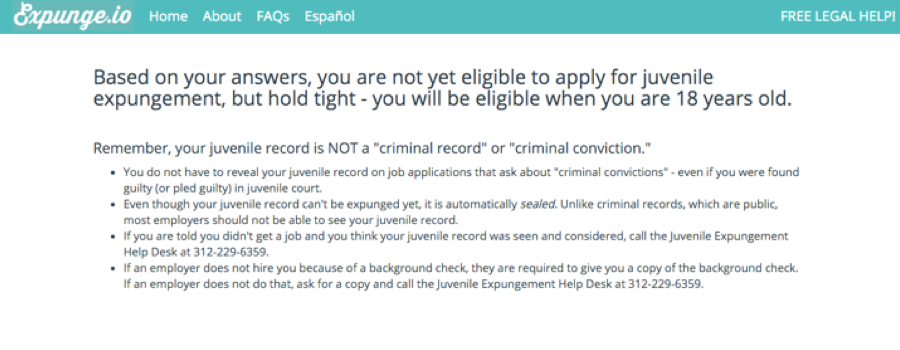 Expunge.io Home About FAQs Español FREE LEGAL HELP!
Based on your answers, you are not yet eligible to apply for juvenile
expungement, but hold tight - you will be eligible when you are 18 years old.
Remember, your juvenile record is NOT a "criminal record" or "criminal conviction."
• You do not have to reveal your juvenile record on job applications that ask about "criminal convictions" - even if you were found
guilty (or pled guilty) in juvenile court.
• Even though your juvenile record can't be expunged yet, it is automatically sealed. Unlike criminal records, which are public,
most employers should not be able to see your juvenile record.
• If you are told you didn't get a job and you think your juvenile record was seen and considered, call the Juvenile Expungement
Help Desk at 312-229-6359.
• If an employer does not hire you because of a background check, they are required to give you a copy of the background check.
If an employer does not do that, ask for a copy and call the Juvenile Expungement Help Desk at 312-229-6359.